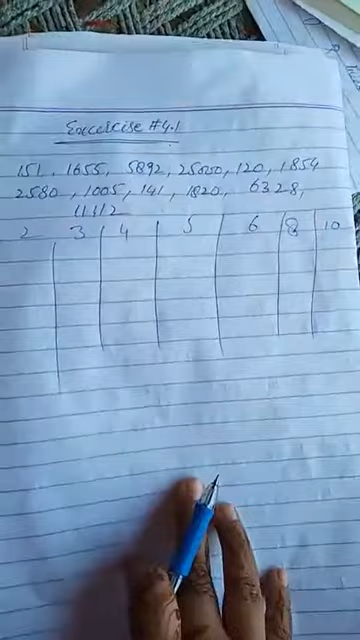 Excercise #4.1
151, 1655, 5892, 25000, 120, 1854
2580, 1005, 141, 1820, 6328,
11312
2 3 4 5 6 8 10